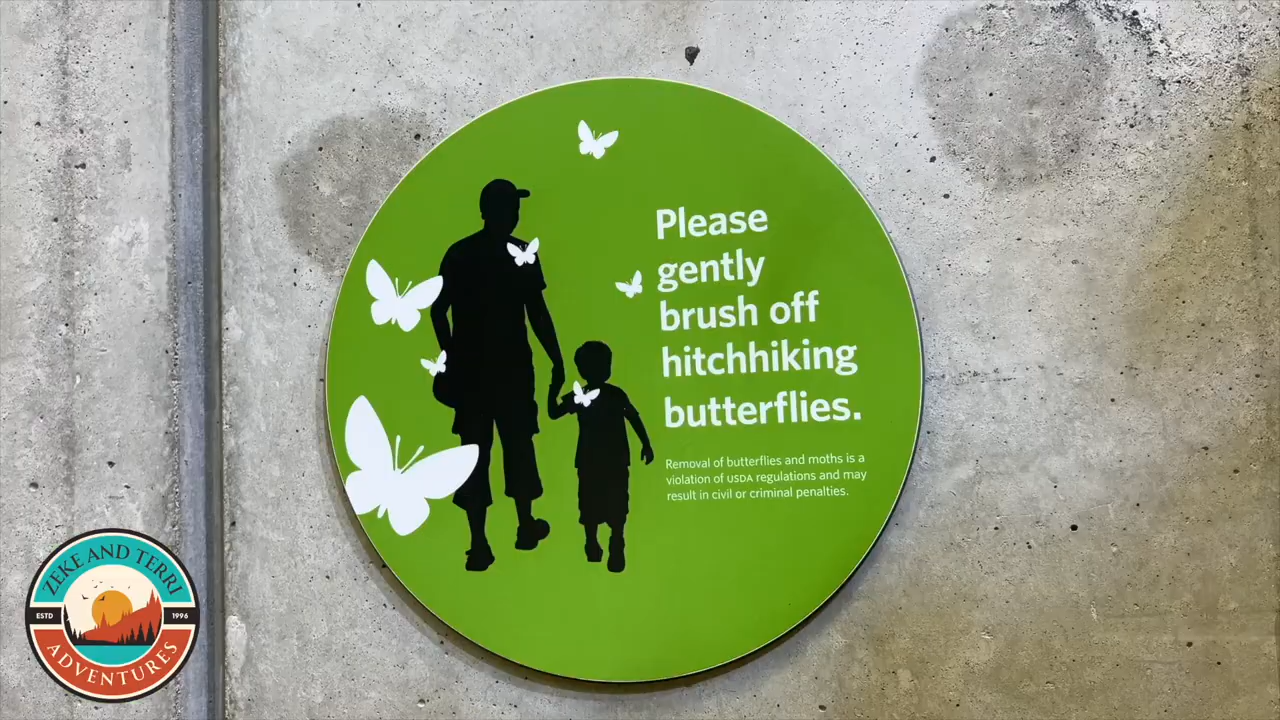 Please
gently
brush off
hitchhiking
butterflies.
Removal of butterflies and moths is a
violation of USDA regulations and may
result in civil or criminal penalties.
ZEKE AND TERRI
ESTD 1996
ADVENTURES